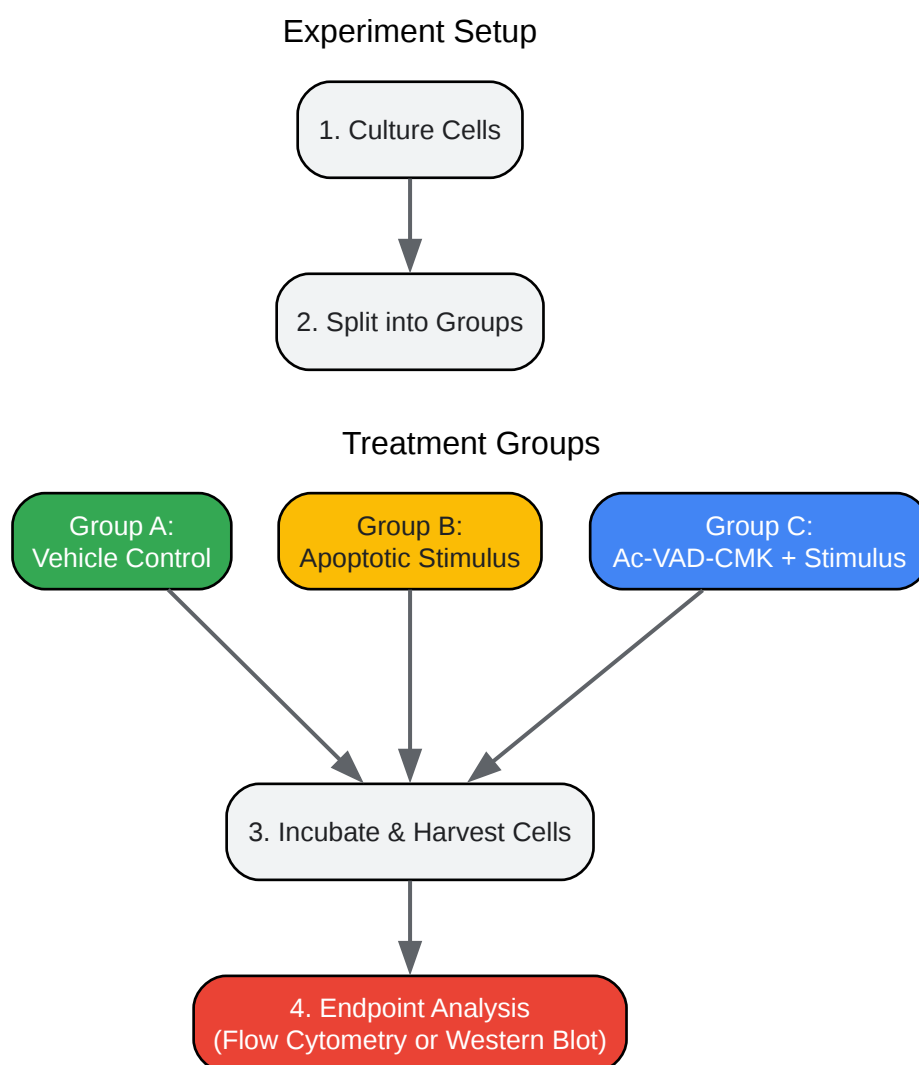 Experiment Setup
1. Culture Cells
2. Split into Groups
Treatment Groups
Group A:
Vehicle Control
Group B:
Apoptotic Stimulus
Group C:
Ac-VAD-CMK + Stimulus
3. Incubate & Harvest Cells
4. Endpoint Analysis
(Flow Cytometry or Western Blot)